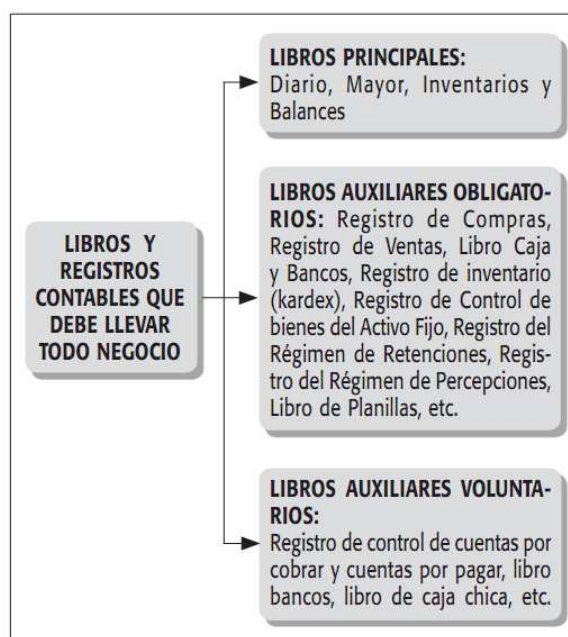 LIBROS Y
REGISTROS
CONTABLES QUE
DEBE LLEVAR
TODO NEGOCIO
LIBROS PRINCIPALES:
Diario, Mayor, Inventarios y
Balances
LIBROS AUXILIARES OBLIGATO-
RIOS: Registro de Compras,
Registro de Ventas, Libro Caja
y Bancos, Registro de inventario
(kardex), Registro de Control de
bienes del Activo Fijo, Registro del
Régimen de Retenciones, Regis-
tro del Régimen de Percepciones,
Libro de Planillas, etc.
LIBROS AUXILIARES VOLUNTA-
RIOS:
Registro de control de cuentas por
cobrar y cuentas por pagar, libro
bancos, libro de caja chica, etc.